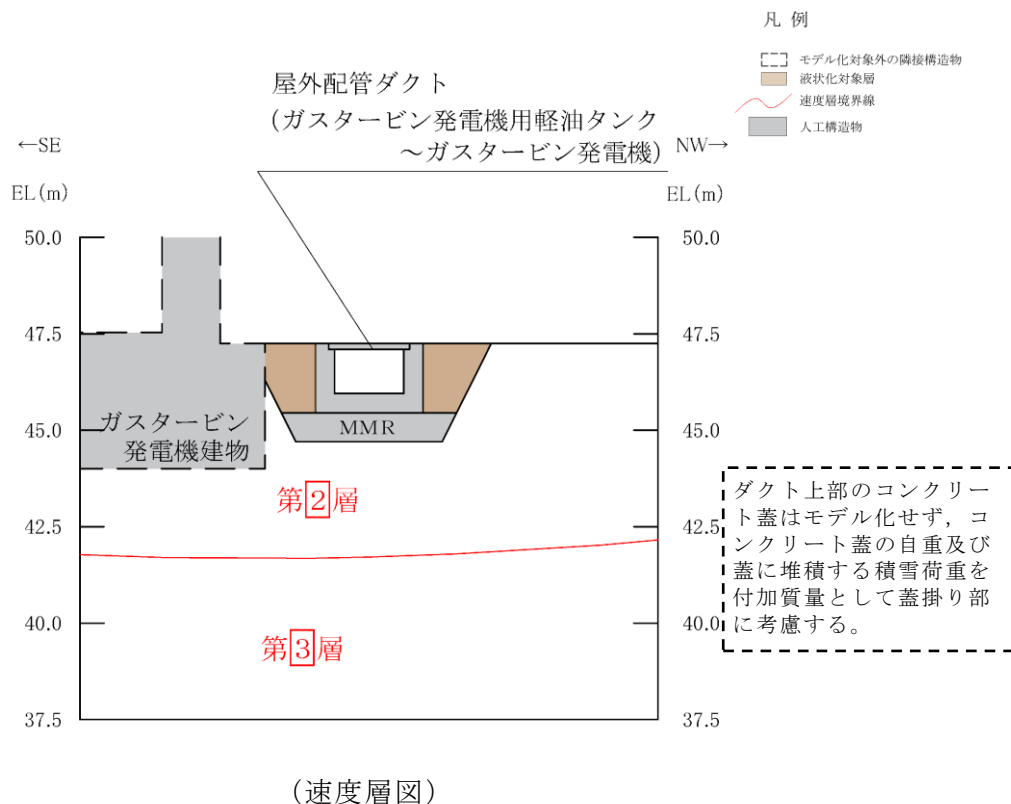 凡 例
モデル化対象外の隣接構造物
液状化対象層
速度層境界線
人工構造物
屋外配管ダクト
(ガスタービン発電機用軽油タンク
～ガスタービン発電機)
←SE
NW→
EL(m)
EL(m)
50.0
50.0
47.5
47.5
ガスタービン
発電機建物
MMR
45.0
45.0
第2層
42.5
42.5
ダクト上部のコンクリー
ト蓋はモデル化せず，コ
ンクリート蓋の自重及び
蓋に堆積する積雪荷重を
付加質量として蓋掛り部
に考慮する。
40.0
40.0
第3層
37.5
37.5
(速度層図)